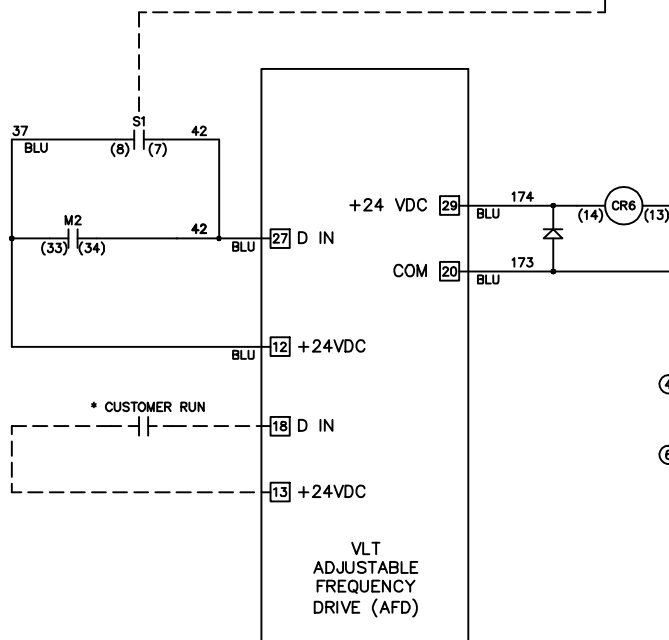 S1
37
42
BLU
(8)
(7)
M2
42
(33)
(34)
BLU
27
D IN
+24 VDC
29
174
BLU
(14)
CR6
(13)
COM
20
173
BLU
BLU
12
+24VDC
* CUSTOMER RUN
18
D IN
13
+24VDC
VLT
ADJUSTABLE
FREQUENCY
DRIVE (AFD)